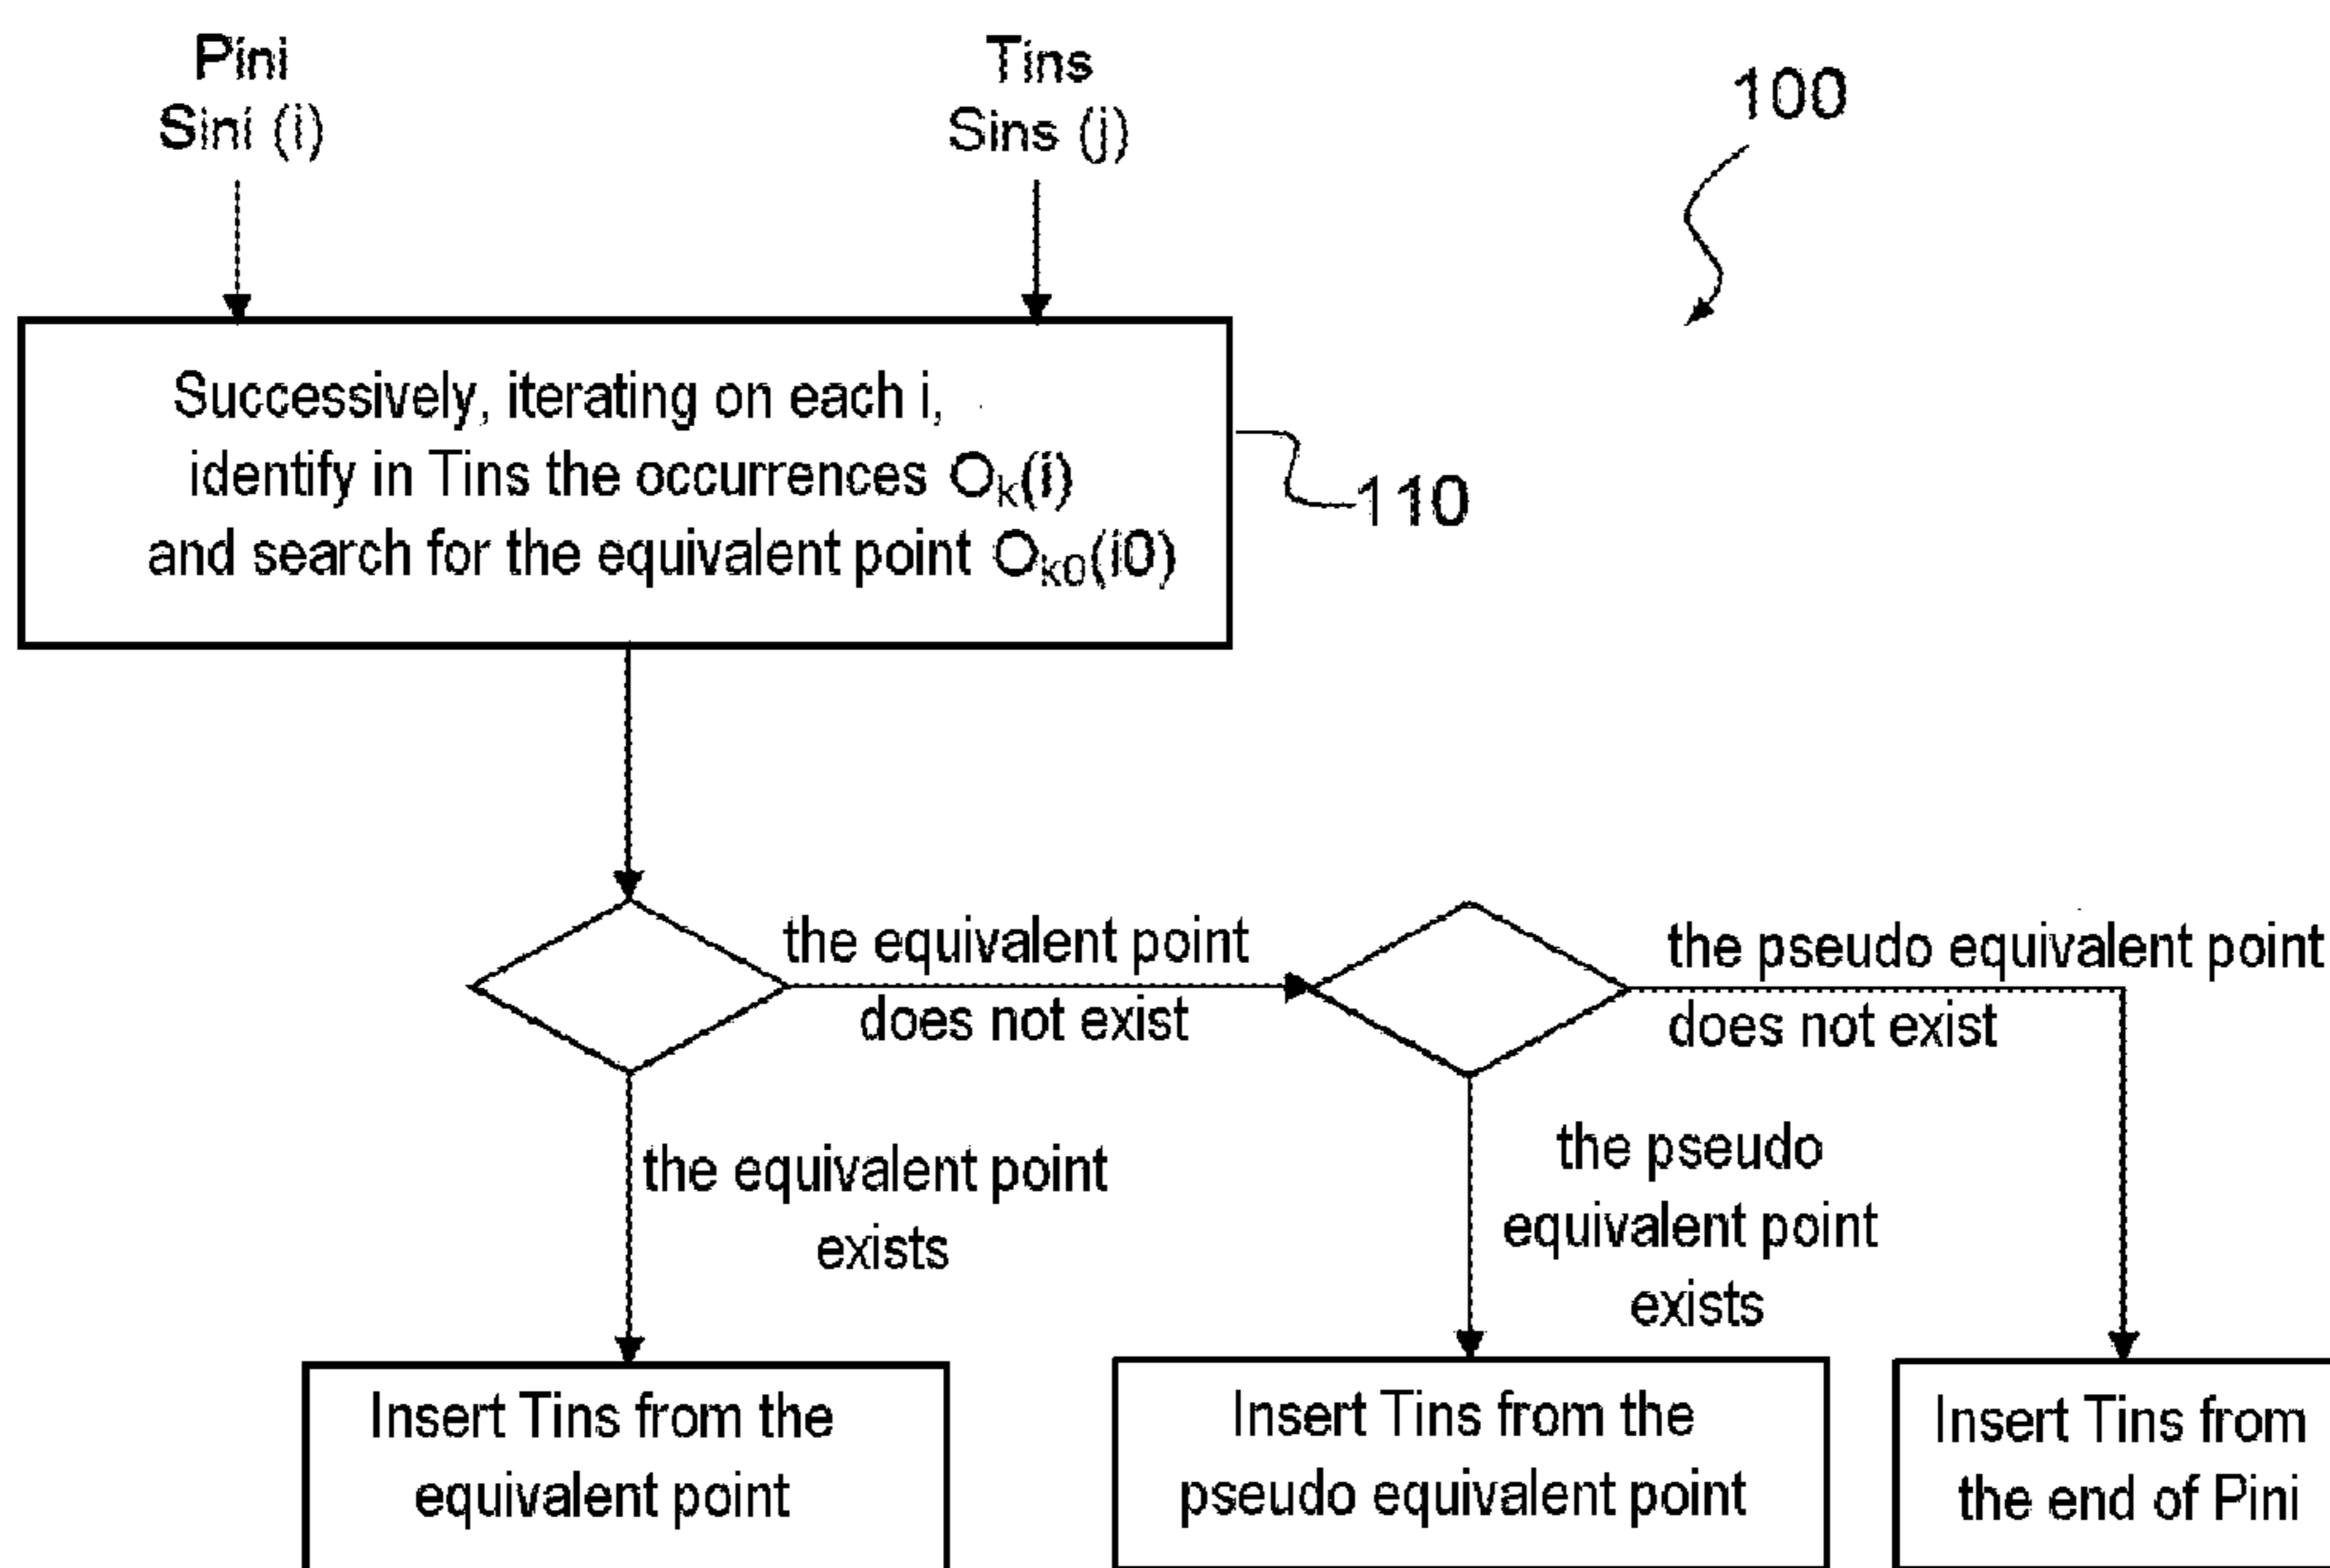 Pini
Sini (i)
Tins
Sins (j)
100
Successively, iterating on each i,
identify in Tins the occurrences Ok(i)
and search for the equivalent point Ok0(i0)
110
the equivalent point
does not exist
the pseudo equivalent point
does not exist
the equivalent point
exists
the pseudo
equivalent point
exists
Insert Tins from the
equivalent point
Insert Tins from the
pseudo equivalent point
Insert Tins from
the end of Pini